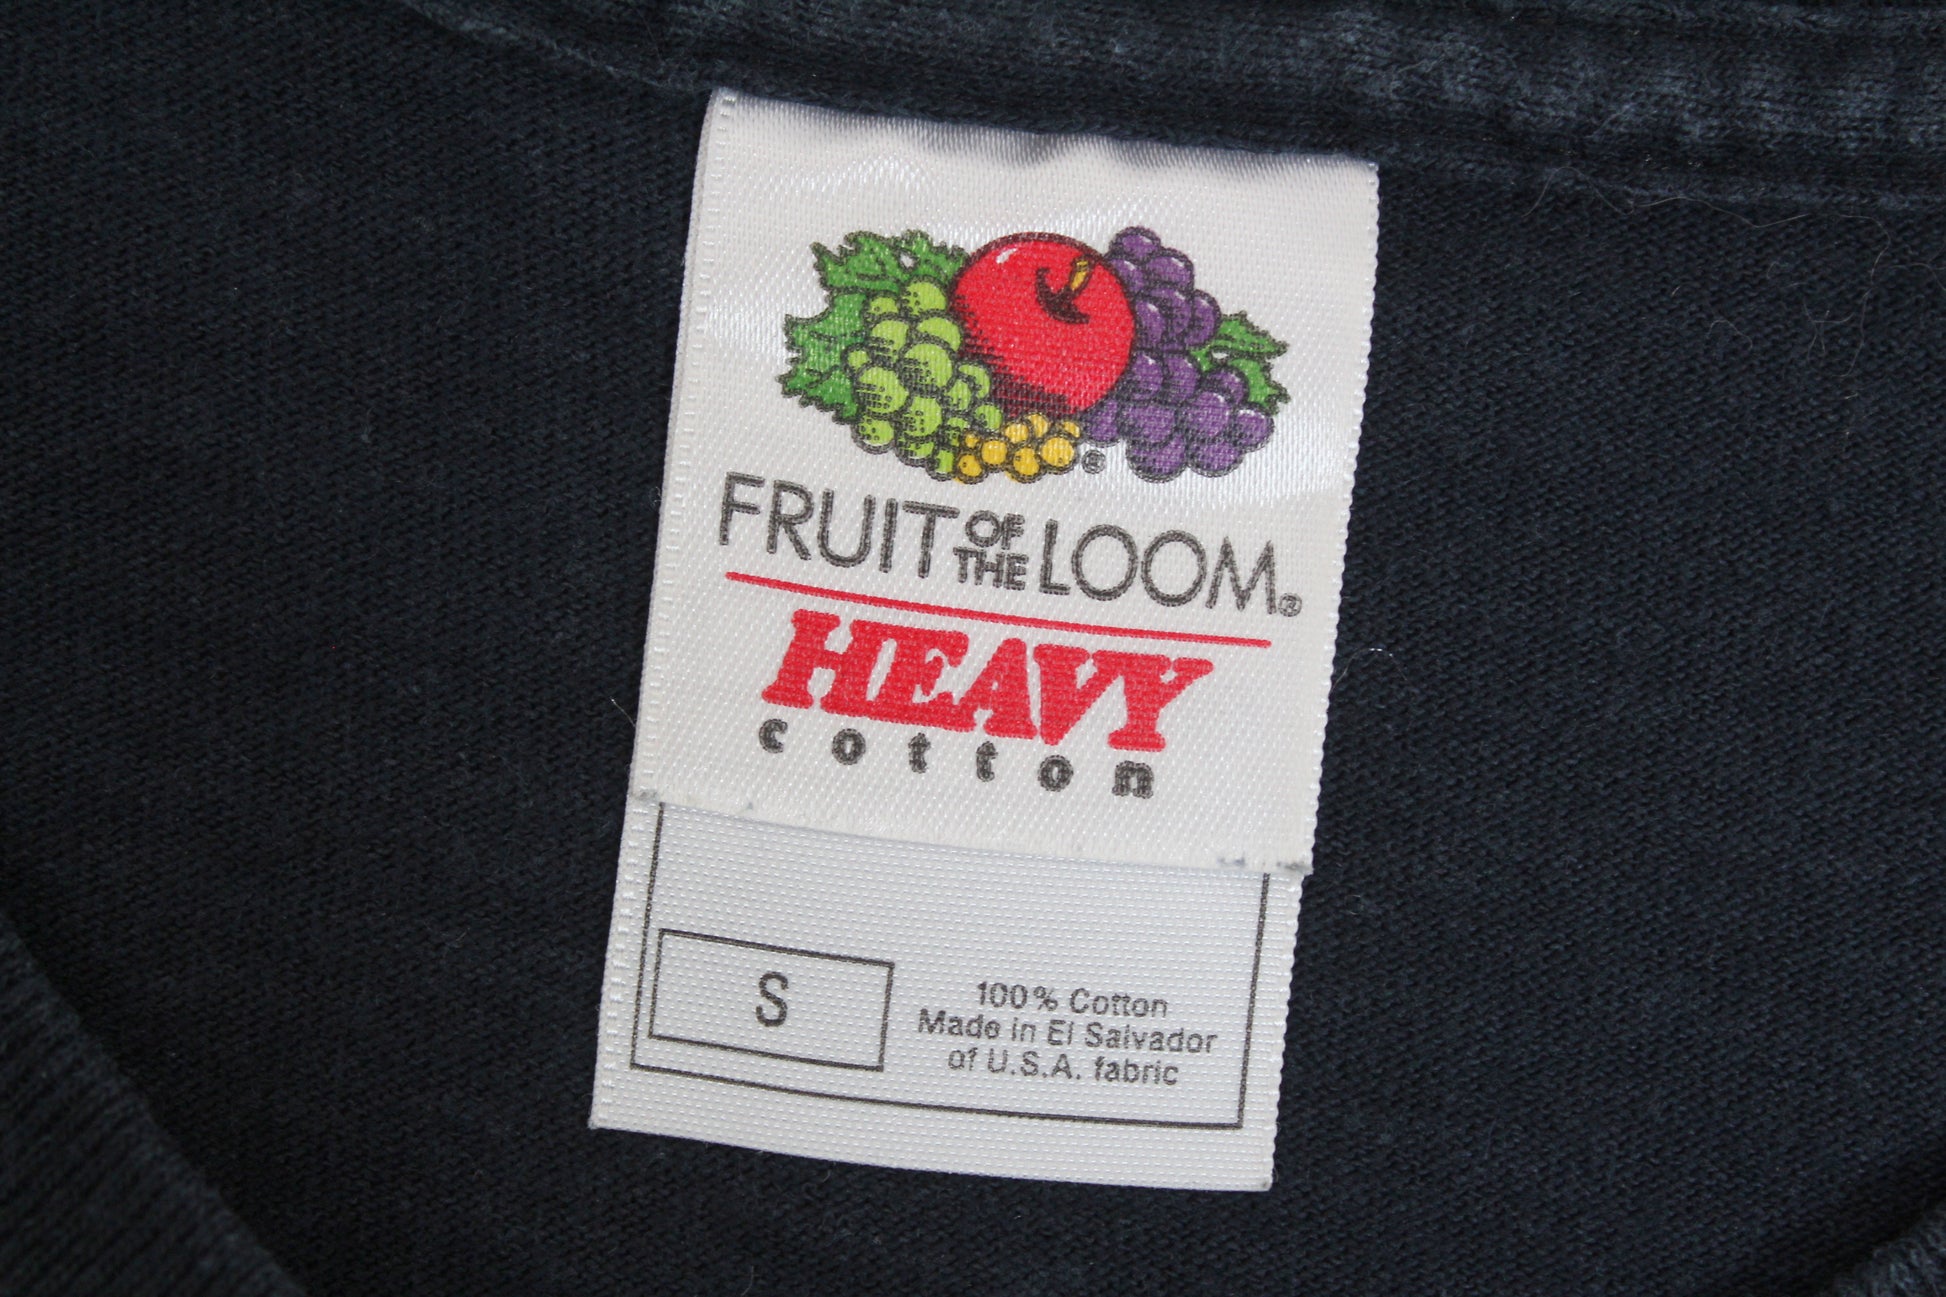 ®
FRUIT OF THE LOOM®
HEAVY
cotton
S
100% Cotton
Made in El Salvador
of U.S.A. fabric